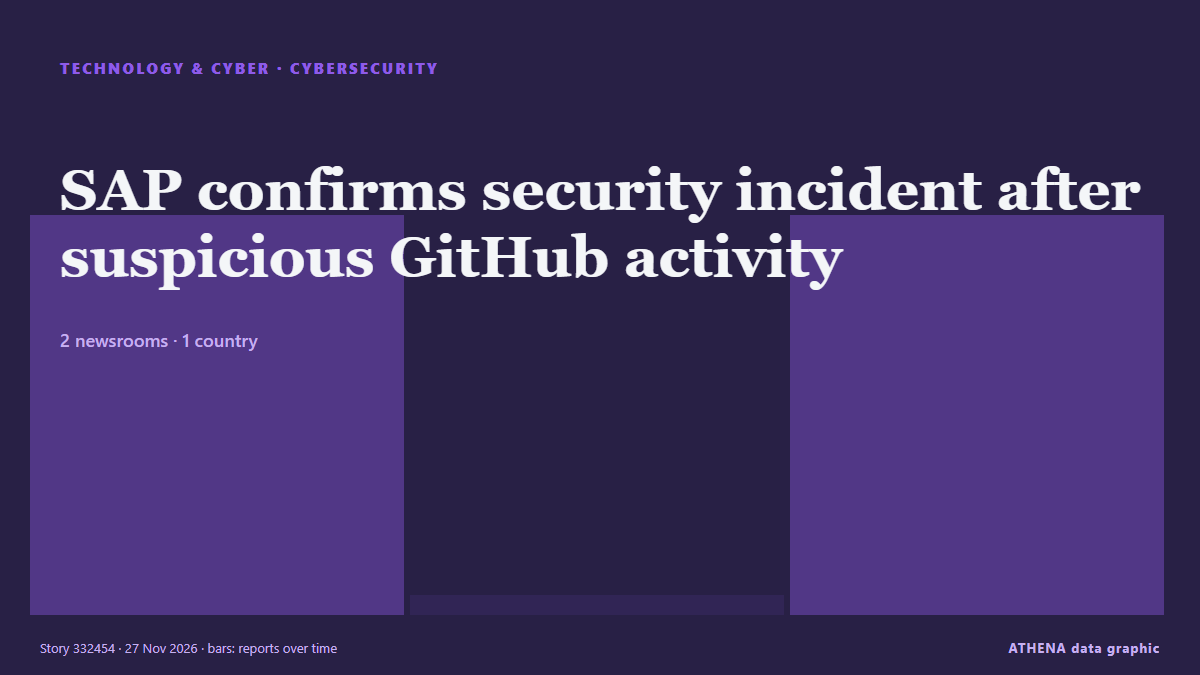 TECHNOLOGY & CYBER · CYBERSECURITY
SAP confirms security incident after
suspicious GitHub activity
2 newsrooms · 1 country
Story 332454 · 27 Nov 2026 · bars: reports over time
ATHENA data graphic